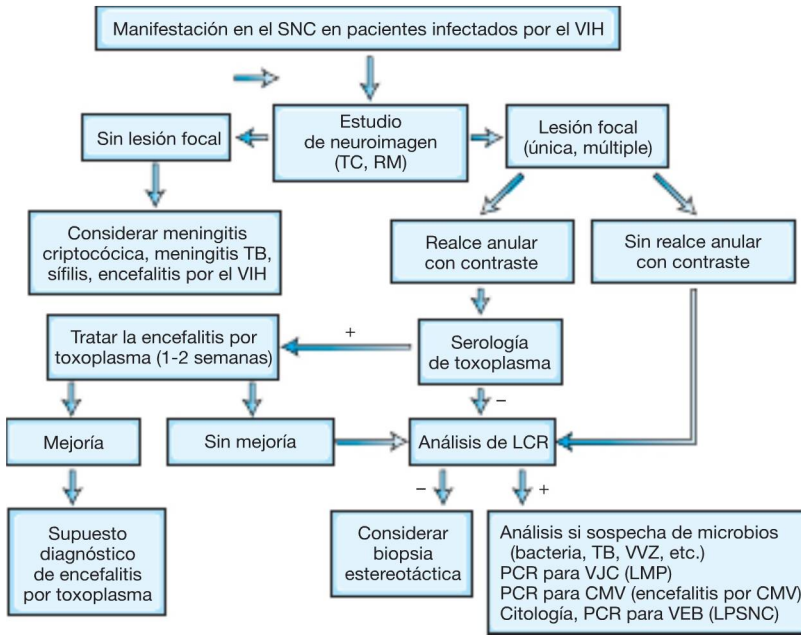 Manifestación en el SNC en pacientes infectados por el VIH
Sin lesión focal
Estudio
de neuroimagen
(TC, RM)
Lesión focal
(única, múltiple)
Considerar meningitis
criptocócica, meningitis TB,
sífilis, encefalitis por el VIH
Realce anular
con contraste
Sin realce anular
con contraste
Tratar la encefalitis por
toxoplasma (1-2 semanas)
+
Serología
de toxoplasma
–
Mejoría
Sin mejoría
Análisis de LCR
–
+
Supuesto
diagnóstico
de encefalitis
por toxoplasma
Considerar
biopsia
estereotáctica
Análisis si sospecha de microbios
(bacteria, TB, VVZ, etc.)
PCR para VJC (LMP)
PCR para CMV (encefalitis por CMV)
Citología, PCR para VEB (LPSNC)